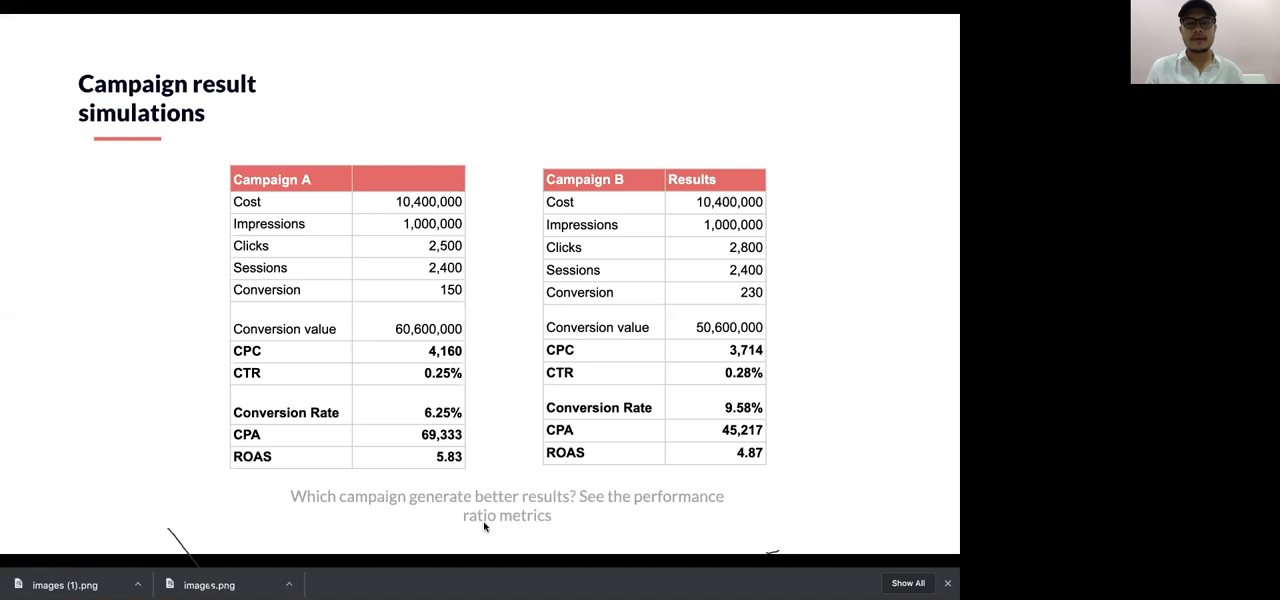 Campaign result
simulations
Campaign A
Cost 10,400,000
Impressions 1,000,000
Clicks 2,500
Sessions 2,400
Conversion 150
Conversion value 60,600,000
CPC 4,160
CTR 0.25%
Conversion Rate 6.25%
CPA 69,333
ROAS 5.83
Campaign B Results
Cost 10,400,000
Impressions 1,000,000
Clicks 2,800
Sessions 2,400
Conversion 230
Conversion value 50,600,000
CPC 3,714
CTR 0.28%
Conversion Rate 9.58%
CPA 45,217
ROAS 4.87
Which campaign generate better results? See the performance
ratio metrics
images (1).png
images.png
Show All